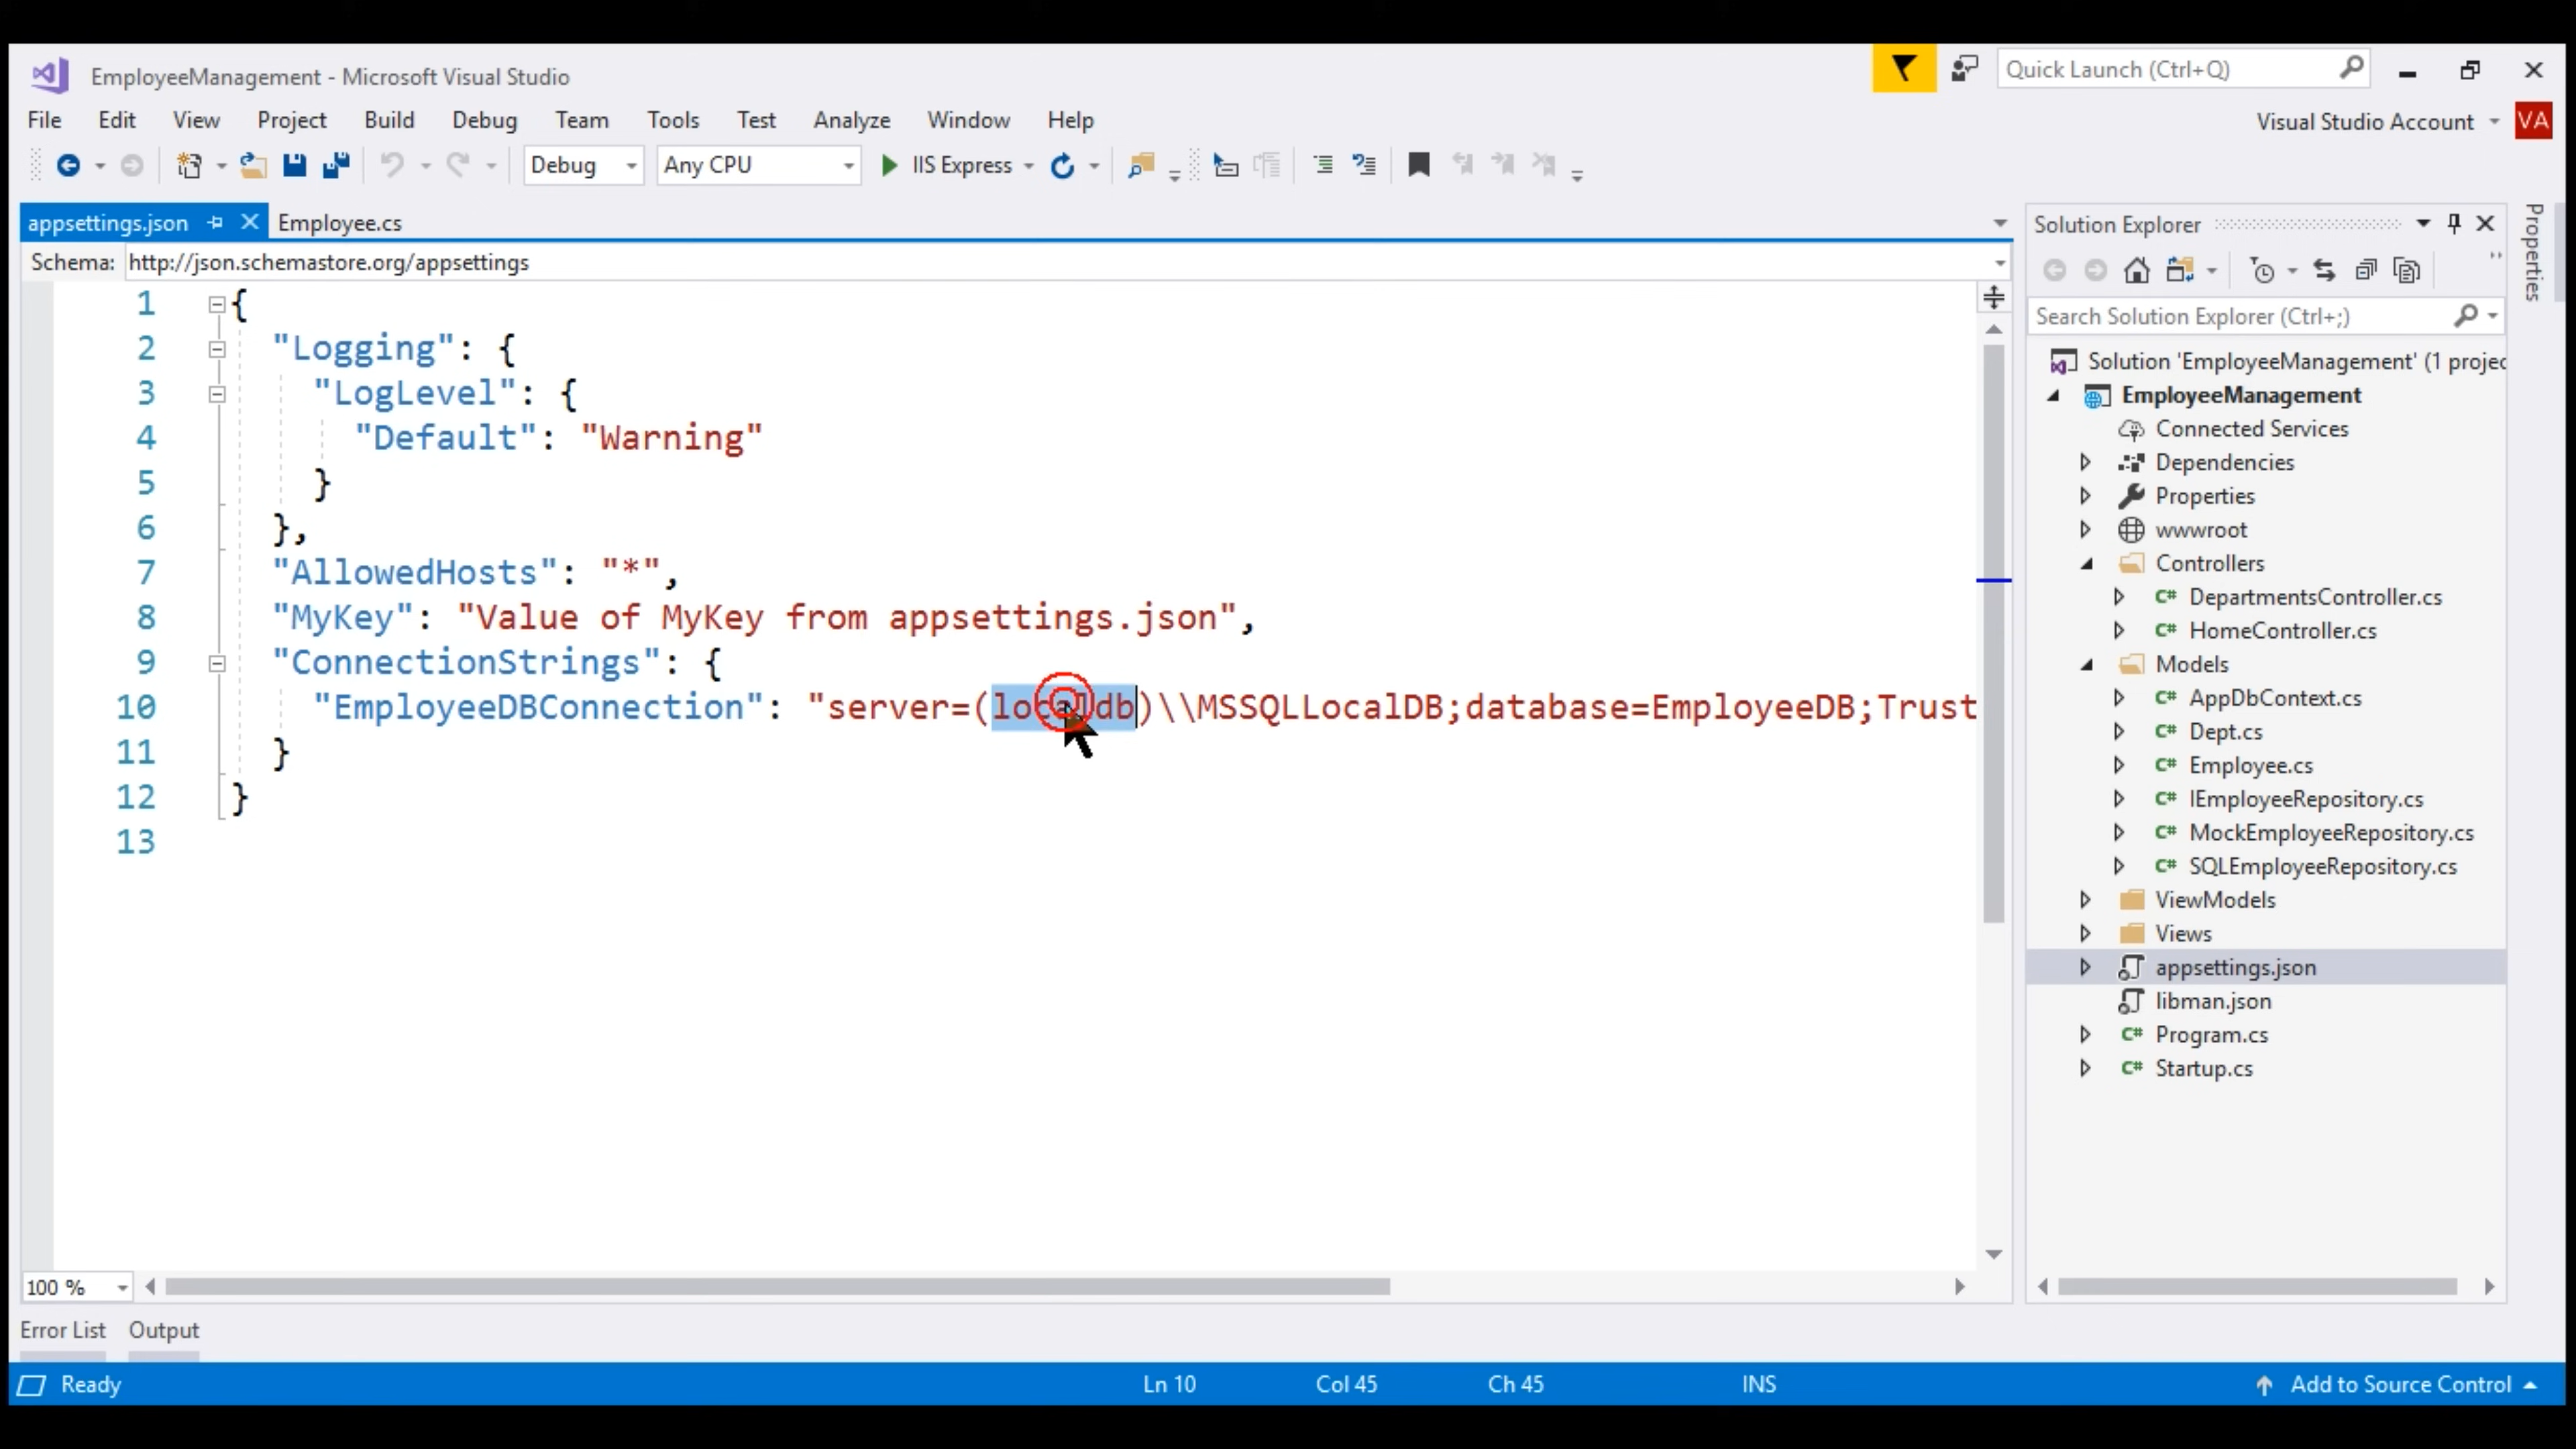 EmployeeManagement - Microsoft Visual Studio
Quick Launch (Ctrl+Q)
File Edit View Project Build Debug Team Tools Test Analyze Window Help
Visual Studio Account VA
Debug Any CPU IIS Express
appsettings.json Employee.cs
Schema: http://json.schemastore.org/appsettings
1 {
2 "Logging": {
3 "LogLevel": {
4 "Default": "Warning"
5 }
6 },
7 "AllowedHosts": "*",
8 "MyKey": "Value of MyKey from appsettings.json",
9 "ConnectionStrings": {
10 "EmployeeDBConnection": "server=(localdb)\\MSSQLLocalDB;database=EmployeeDB;Trust
11 }
12 }
13
100 %
Error List Output
Solution Explorer
Search Solution Explorer (Ctrl+;)
Solution 'EmployeeManagement' (1 projec
EmployeeManagement
Connected Services
Dependencies
Properties
wwwroot
Controllers
C# DepartmentsController.cs
C# HomeController.cs
Models
C# AppDbContext.cs
C# Dept.cs
C# Employee.cs
C# IEmployeeRepository.cs
C# MockEmployeeRepository.cs
C# SQLEmployeeRepository.cs
ViewModels
Views
appsettings.json
libman.json
C# Program.cs
C# Startup.cs
Properties
Ready Ln 10 Col 45 Ch 45 INS Add to Source Control